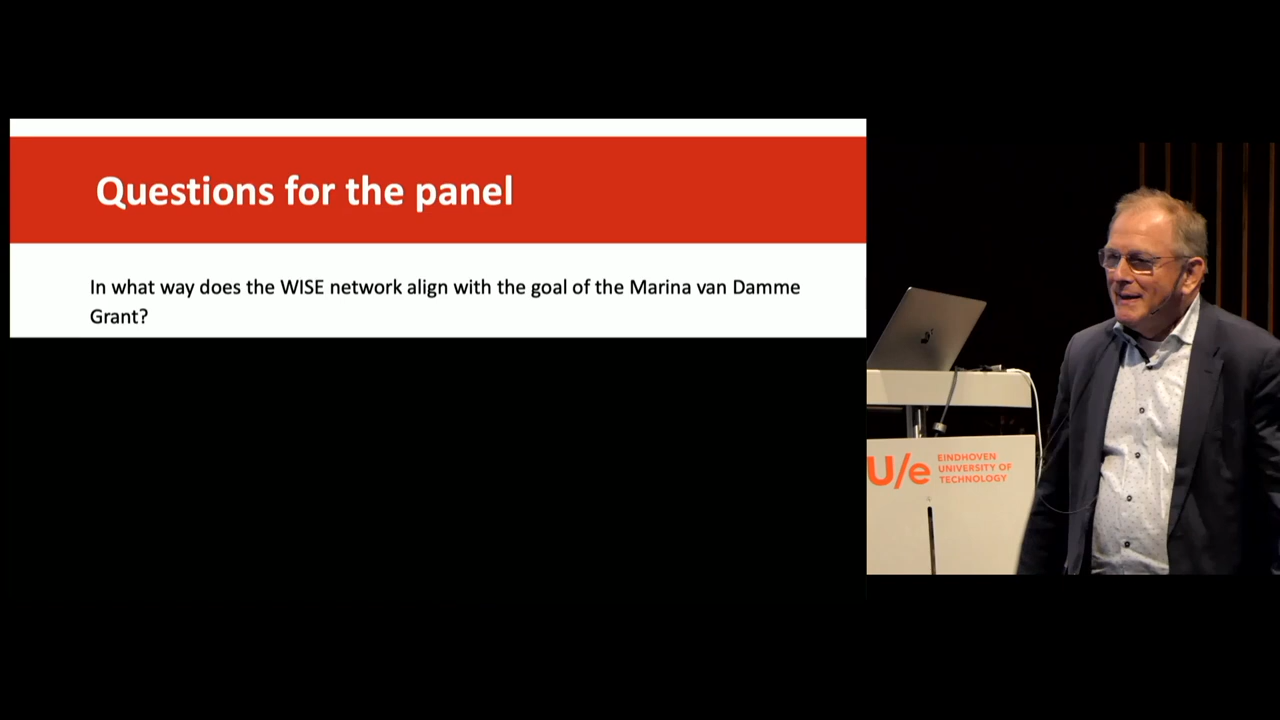 Questions for the panel
In what way does the WISE network align with the goal of the Marina van Damme
Grant?
U/e
EINDHOVEN
UNIVERSITY OF
TECHNOLOGY